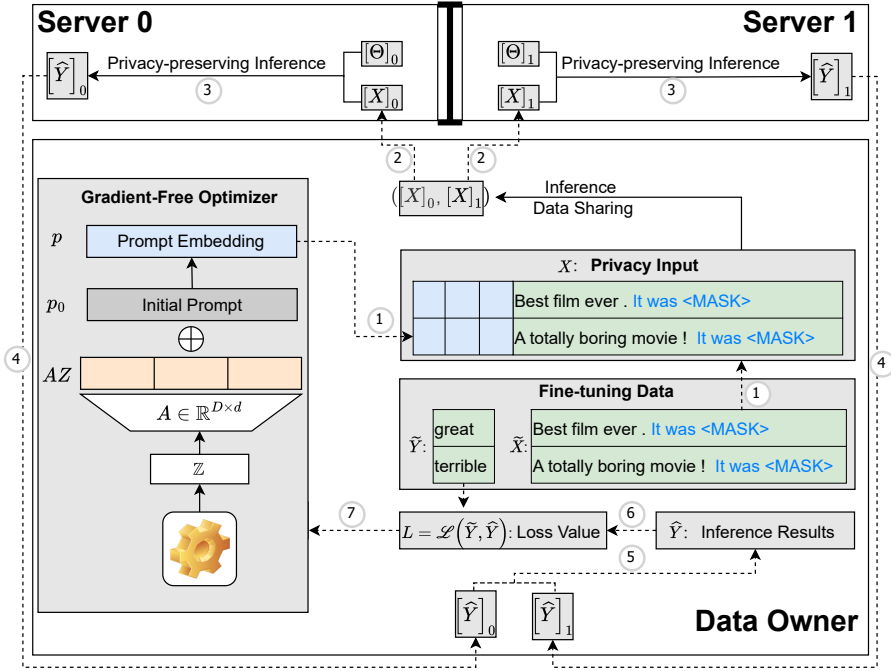 Server 0
Server 1
[Ŷ]₀
Privacy-preserving Inference
3
[Θ]₀
[X]₀
[Θ]₁
[X]₁
Privacy-preserving Inference
3
[Ŷ]₁
2
2
([X]₀, [X]₁)
Inference
Data Sharing
Gradient-Free Optimizer
p
Prompt Embedding
p₀
Initial Prompt
⊕
AZ
A ∈ ℝ^{D×d}
ℤ
1
X: Privacy Input
Best film ever . It was <MASK>
A totally boring movie ! It was <MASK>
4
4
1
Fine-tuning Data
Ỹ:
great
terrible
X̃:
Best film ever . It was <MASK>
A totally boring movie ! It was <MASK>
7
L = ℒ(Ỹ, Ŷ): Loss Value
6
Ŷ: Inference Results
5
[Ŷ]₀
[Ŷ]₁
Data Owner